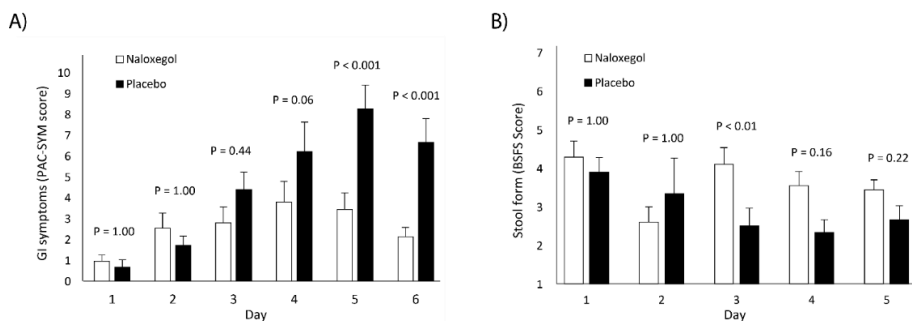 A)
Naloxegol
Placebo
GI symptoms (PAC-SYM score)
10
9
8
7
6
5
4
3
2
1
0
P = 1.00
P = 1.00
P = 0.44
P = 0.06
P < 0.001
P < 0.001
1 2 3 4 5 6
Day
B)
Naloxegol
Placebo
Stool form (BSFS Score)
7
6
5
4
3
2
1
P = 1.00
P = 1.00
P < 0.01
P = 0.16
P = 0.22
1 2 3 4 5
Day